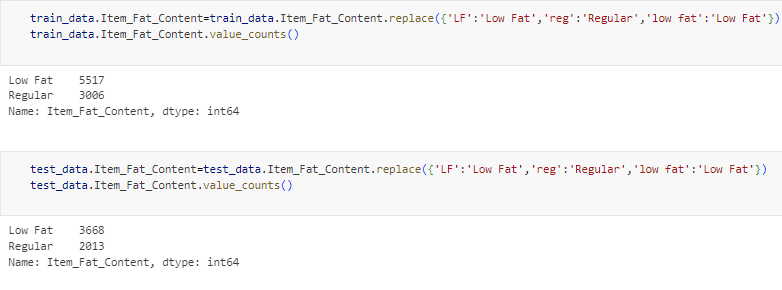 train_data.Item_Fat_Content=train_data.Item_Fat_Content.replace({'LF':'Low Fat','reg':'Regular','low fat':'Low Fat'})
train_data.Item_Fat_Content.value_counts()
Low Fat    5517
Regular    3006
Name: Item_Fat_Content, dtype: int64
test_data.Item_Fat_Content=test_data.Item_Fat_Content.replace({'LF':'Low Fat','reg':'Regular','low fat':'Low Fat'})
test_data.Item_Fat_Content.value_counts()
Low Fat    3668
Regular    2013
Name: Item_Fat_Content, dtype: int64